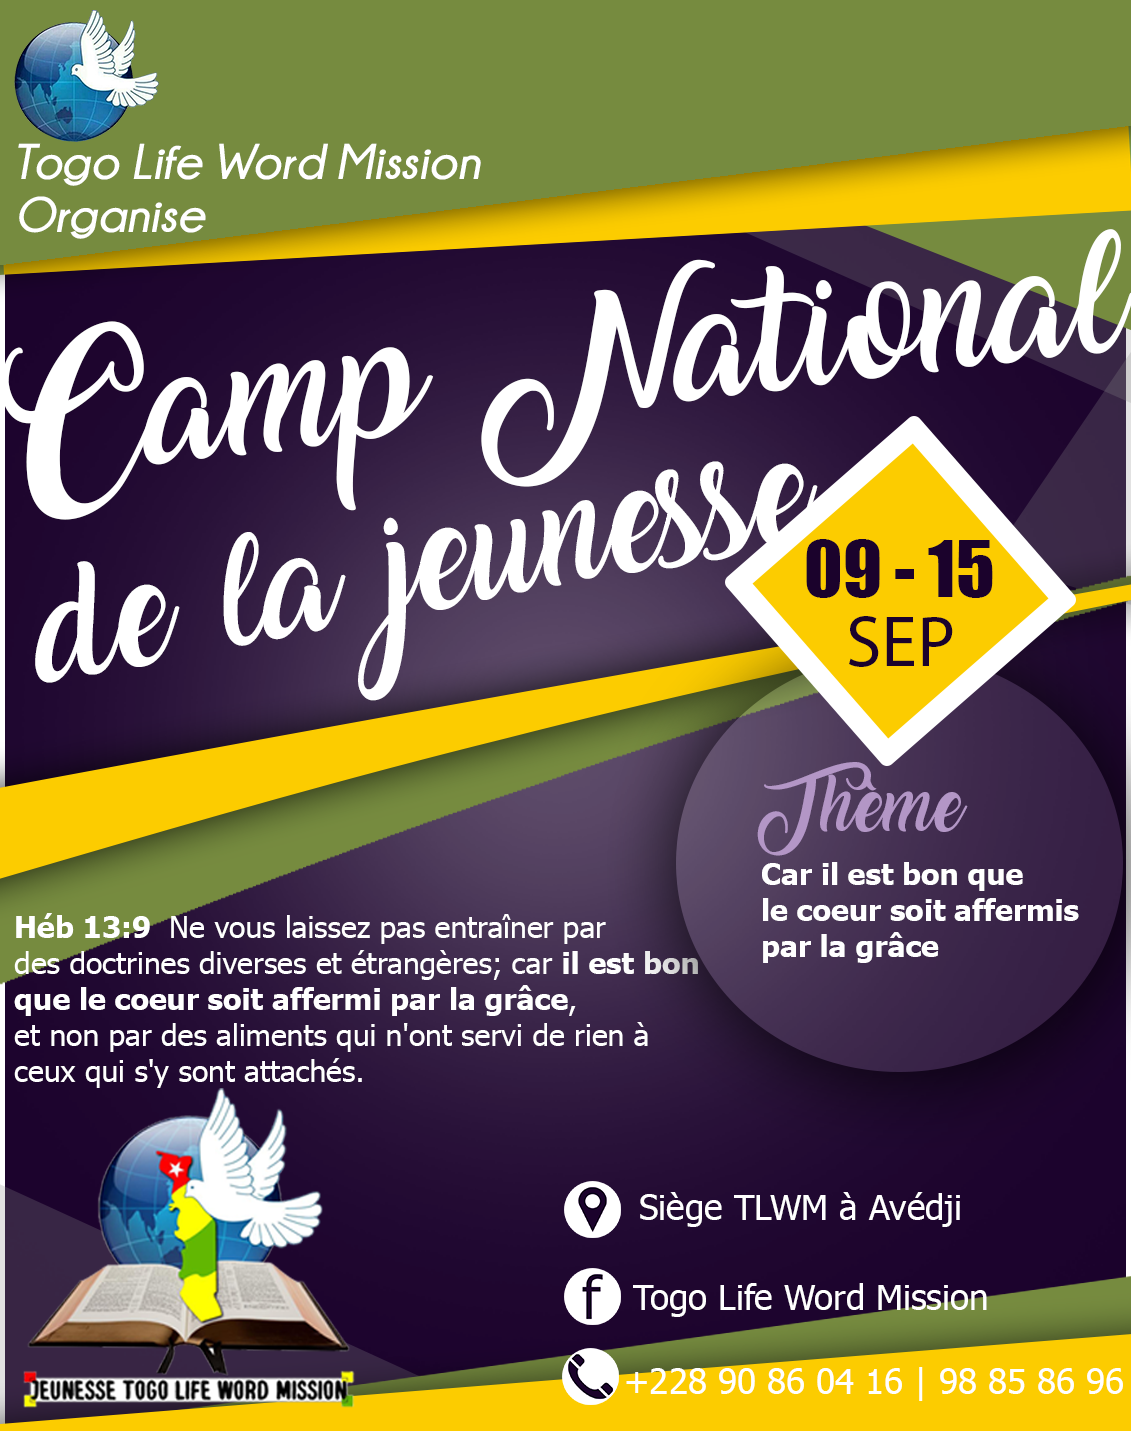 Togo Life Word Mission
Organise
Camp National
de la jeunesse
09 - 15
SEP
Thème
Car il est bon que
le coeur soit affermis
par la grâce
Héb 13:9 Ne vous laissez pas entraîner par
des doctrines diverses et étrangères; car il est bon
que le coeur soit affermi par la grâce,
et non par des aliments qui n'ont servi de rien à
ceux qui s'y sont attachés.
Siège TLWM à Avédji
f Togo Life Word Mission
+228 90 86 04 16 | 98 85 86 96
JEUNESSE TOGO LIFE WORD MISSION